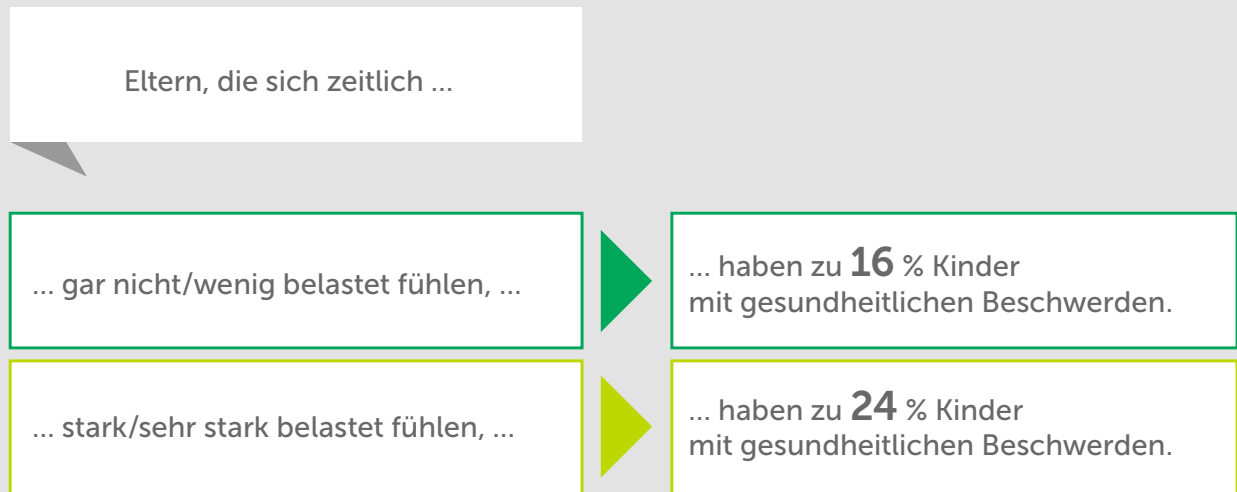 Eltern, die sich zeitlich ...
... gar nicht/wenig belastet fühlen, ...
... haben zu 16 % Kinder
mit gesundheitlichen Beschwerden.
... stark/sehr stark belastet fühlen, ...
... haben zu 24 % Kinder
mit gesundheitlichen Beschwerden.